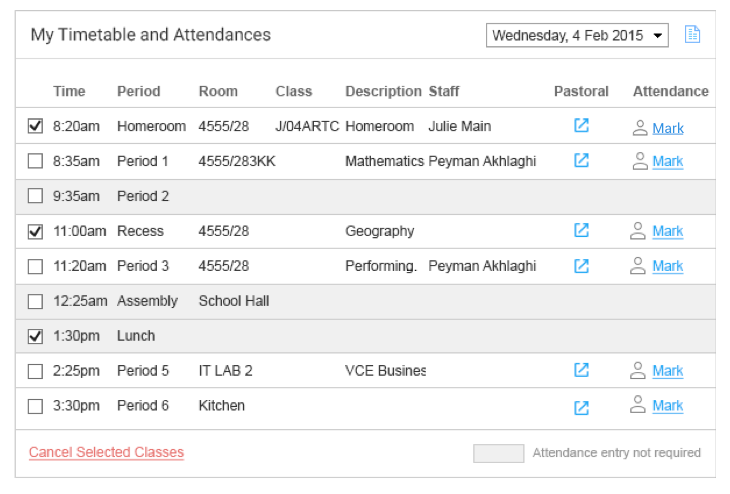 My Timetable and Attendances Wednesday, 4 Feb 2015
Time Period Room Class Description Staff Pastoral Attendance
8:20am Homeroom 4555/28 J/04ARTC Homeroom Julie Main Mark
8:35am Period 1 4555/283KK Mathematics Peyman Akhlaghi Mark
9:35am Period 2
11:00am Recess 4555/28 Geography Mark
11:20am Period 3 4555/28 Performing. Peyman Akhlaghi Mark
12:25am Assembly School Hall
1:30pm Lunch
2:25pm Period 5 IT LAB 2 VCE Busines Mark
3:30pm Period 6 Kitchen Mark
Cancel Selected Classes Attendance entry not required